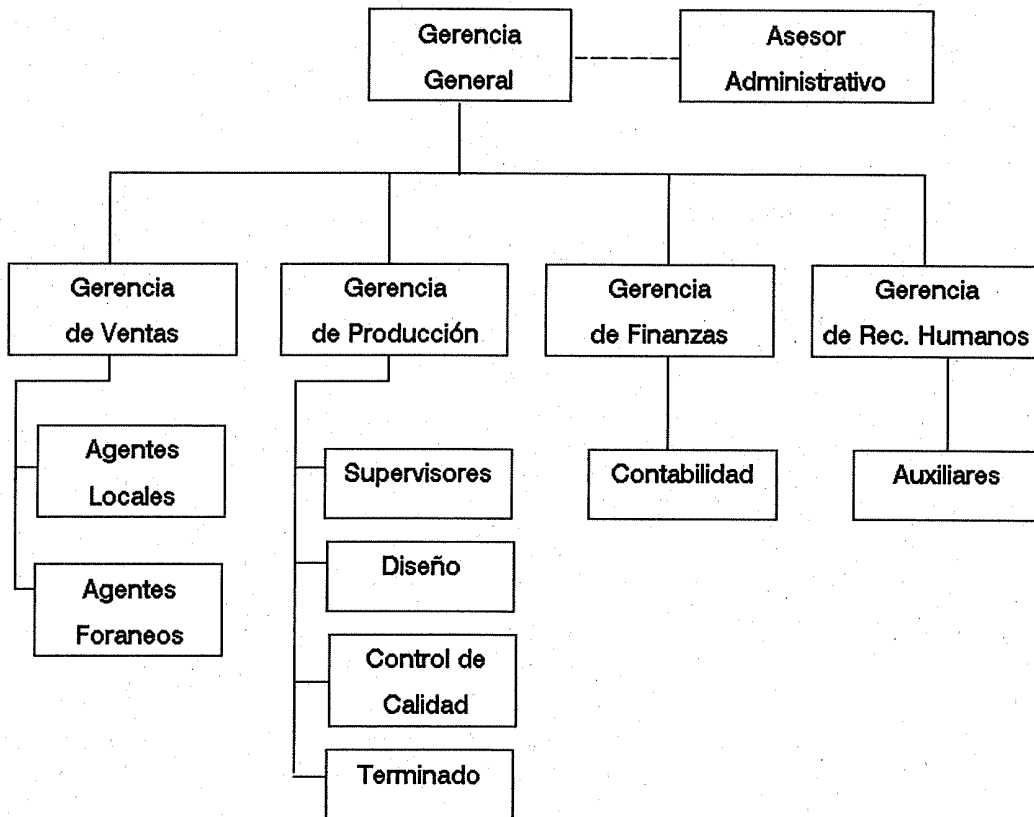 Gerencia
General
Asesor
Administrativo
Gerencia
de Ventas
Gerencia
de Producción
Gerencia
de Finanzas
Gerencia
de Rec. Humanos
Agentes
Locales
Agentes
Foraneos
Supervisores
Diseño
Control de
Calidad
Terminado
Contabilidad
Auxiliares